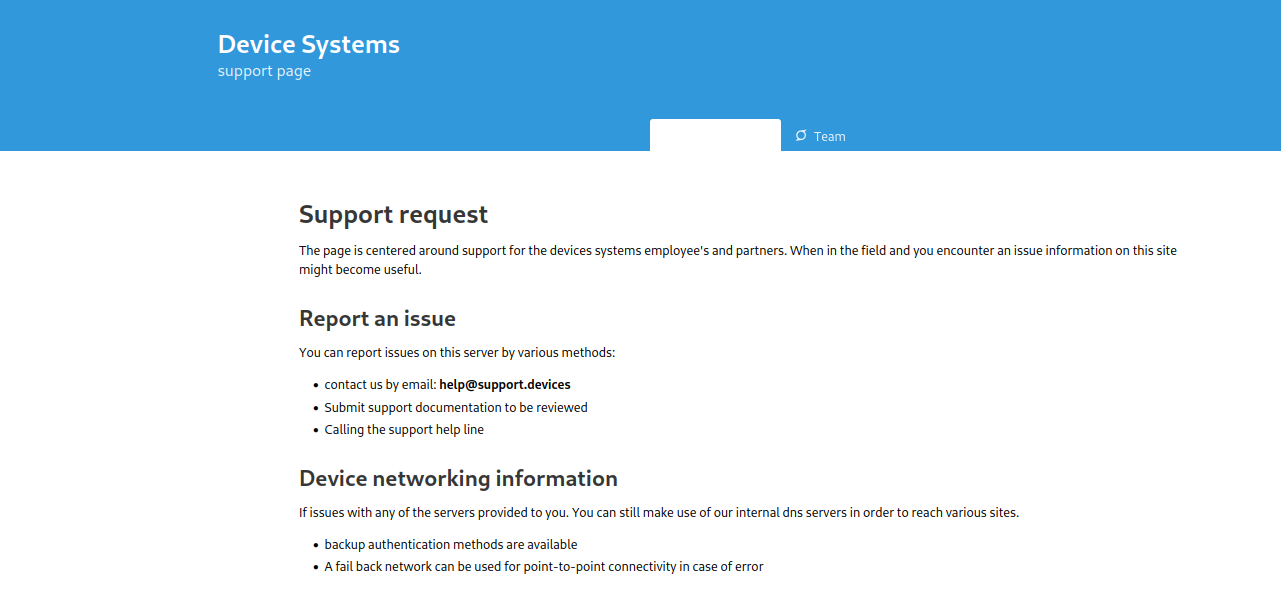 Device Systems
support page
Team
Support request
The page is centered around support for the devices systems employee's and partners. When in the field and you encounter an issue information on this site
might become useful.
Report an issue
You can report issues on this server by various methods:
• contact us by email: help@support.devices
• Submit support documentation to be reviewed
• Calling the support help line
Device networking information
If issues with any of the servers provided to you. You can still make use of our internal dns servers in order to reach various sites.
• backup authentication methods are available
• A fail back network can be used for point-to-point connectivity in case of error